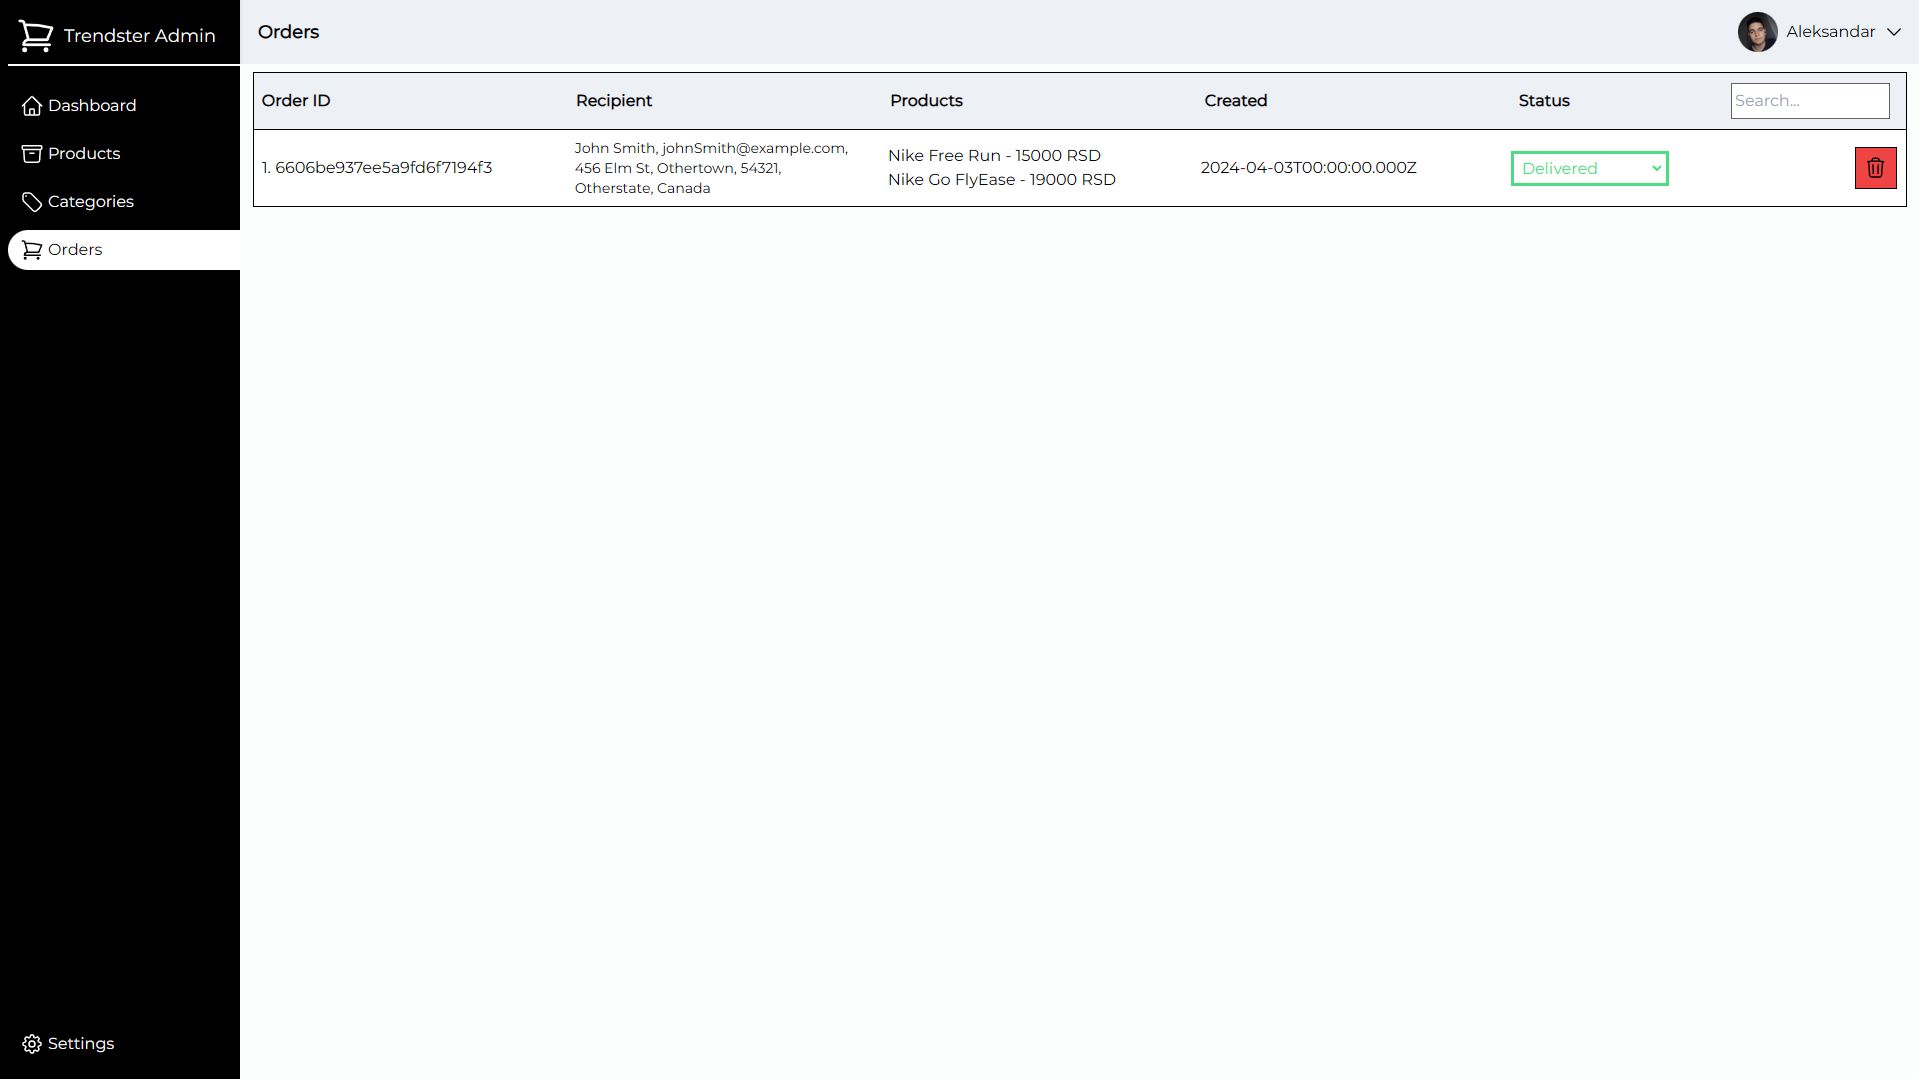 Trendster Admin
Orders
Aleksandar
Dashboard
Products
Categories
Orders
Settings
Order ID Recipient Products Created Status Search...
1. 6606be937ee5a9fd6f7194f3
John Smith, johnSmith@example.com,
456 Elm St, Othertown, 54321,
Otherstate, Canada
Nike Free Run - 15000 RSD
Nike Go FlyEase - 19000 RSD
2024-04-03T00:00:00.000Z
Delivered